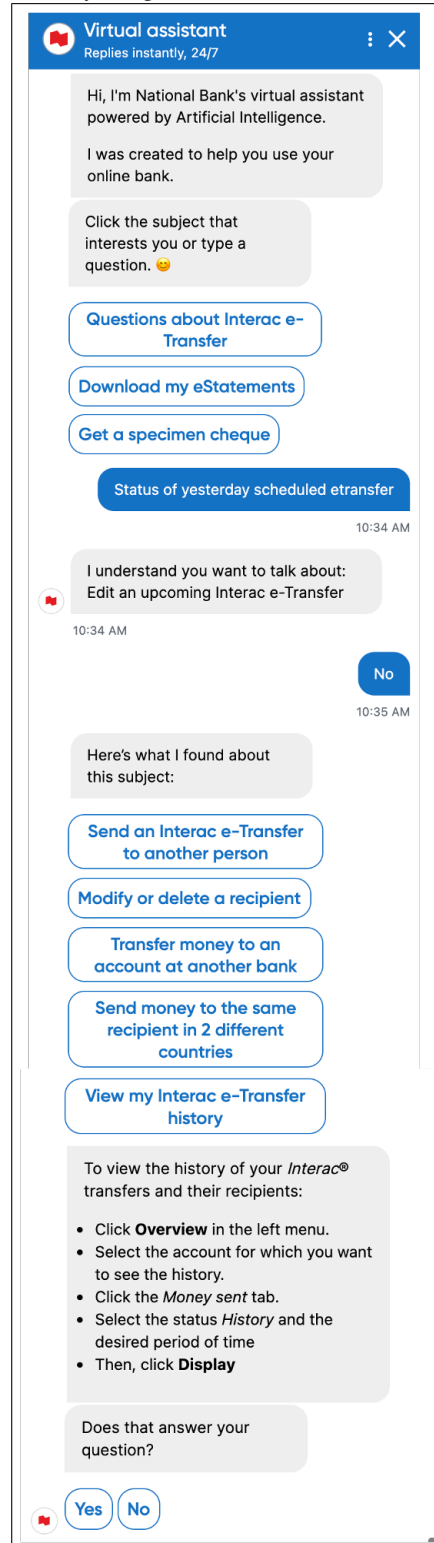 Virtual assistant
Replies instantly, 24/7
Hi, I'm National Bank's virtual assistant
powered by Artificial Intelligence.
I was created to help you use your
online bank.
Click the subject that
interests you or type a
question. 😊
Questions about Interac e-
Transfer
Download my eStatements
Get a specimen cheque
Status of yesterday scheduled etransfer
10:34 AM
I understand you want to talk about:
Edit an upcoming Interac e-Transfer
10:34 AM
No
10:35 AM
Here's what I found about
this subject:
Send an Interac e-Transfer
to another person
Modify or delete a recipient
Transfer money to an
account at another bank
Send money to the same
recipient in 2 different
countries
View my Interac e-Transfer
history
To view the history of your Interac®
transfers and their recipients:
• Click Overview in the left menu.
• Select the account for which you want
to see the history.
• Click the Money sent tab.
• Select the status History and the
desired period of time
• Then, click Display
Does that answer your
question?
Yes
No